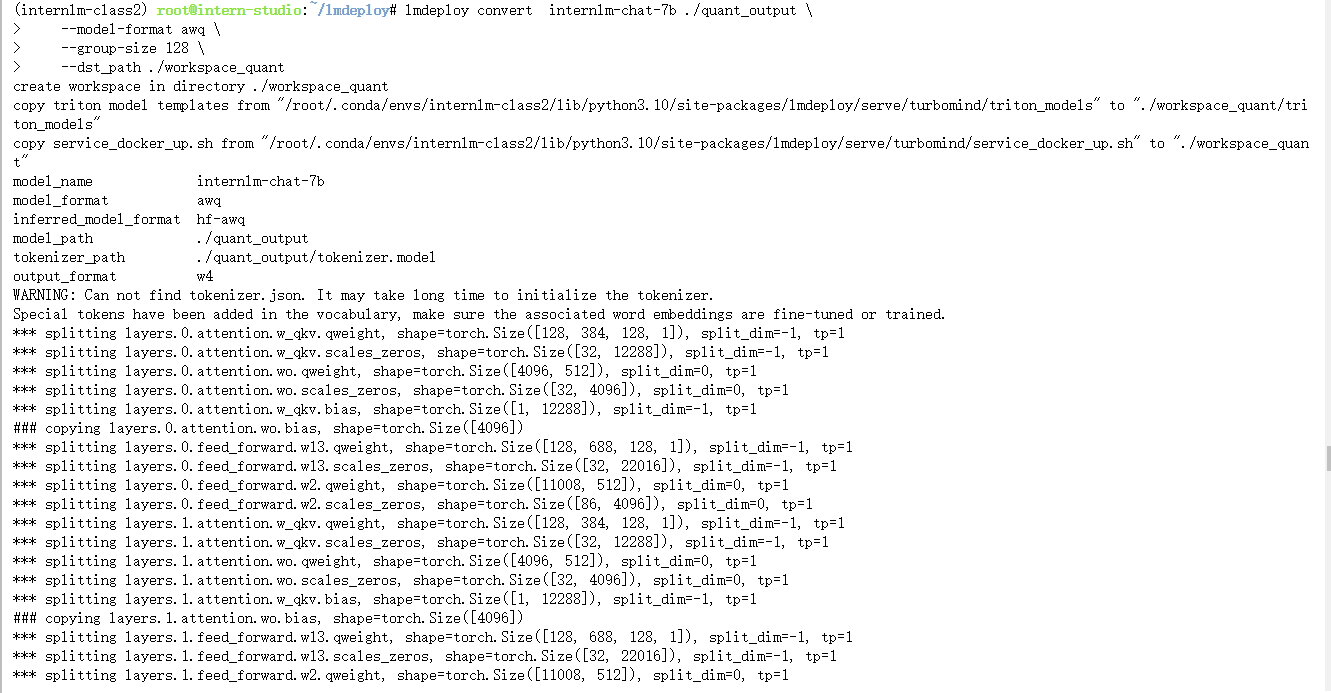 (internlm-class2) root@intern-studio:~/lmdeploy# lmdeploy convert  internlm-chat-7b ./quant_output \
>     --model-format awq \
>     --group-size 128 \
>     --dst_path ./workspace_quant
create workspace in directory ./workspace_quant
copy triton model templates from "/root/.conda/envs/internlm-class2/lib/python3.10/site-packages/lmdeploy/serve/turbomind/triton_models" to "./workspace_quant/tri
ton_models"
copy service_docker_up.sh from "/root/.conda/envs/internlm-class2/lib/python3.10/site-packages/lmdeploy/serve/turbomind/service_docker_up.sh" to "./workspace_quan
t"
model_name             internlm-chat-7b
model_format           awq
inferred_model_format  hf-awq
model_path             ./quant_output
tokenizer_path         ./quant_output/tokenizer.model
output_format          w4
WARNING: Can not find tokenizer.json. It may take long time to initialize the tokenizer.
Special tokens have been added in the vocabulary, make sure the associated word embeddings are fine-tuned or trained.
*** splitting layers.0.attention.w_qkv.qweight, shape=torch.Size([128, 384, 128, 1]), split_dim=-1, tp=1
*** splitting layers.0.attention.w_qkv.scales_zeros, shape=torch.Size([32, 12288]), split_dim=-1, tp=1
*** splitting layers.0.attention.wo.qweight, shape=torch.Size([4096, 512]), split_dim=0, tp=1
*** splitting layers.0.attention.wo.scales_zeros, shape=torch.Size([32, 4096]), split_dim=0, tp=1
*** splitting layers.0.attention.w_qkv.bias, shape=torch.Size([1, 12288]), split_dim=-1, tp=1
### copying layers.0.attention.wo.bias, shape=torch.Size([4096])
*** splitting layers.0.feed_forward.w13.qweight, shape=torch.Size([128, 688, 128, 1]), split_dim=-1, tp=1
*** splitting layers.0.feed_forward.w13.scales_zeros, shape=torch.Size([32, 22016]), split_dim=-1, tp=1
*** splitting layers.0.feed_forward.w2.qweight, shape=torch.Size([11008, 512]), split_dim=0, tp=1
*** splitting layers.0.feed_forward.w2.scales_zeros, shape=torch.Size([86, 4096]), split_dim=0, tp=1
*** splitting layers.1.attention.w_qkv.qweight, shape=torch.Size([128, 384, 128, 1]), split_dim=-1, tp=1
*** splitting layers.1.attention.w_qkv.scales_zeros, shape=torch.Size([32, 12288]), split_dim=-1, tp=1
*** splitting layers.1.attention.wo.qweight, shape=torch.Size([4096, 512]), split_dim=0, tp=1
*** splitting layers.1.attention.wo.scales_zeros, shape=torch.Size([32, 4096]), split_dim=0, tp=1
*** splitting layers.1.attention.w_qkv.bias, shape=torch.Size([1, 12288]), split_dim=-1, tp=1
### copying layers.1.attention.wo.bias, shape=torch.Size([4096])
*** splitting layers.1.feed_forward.w13.qweight, shape=torch.Size([128, 688, 128, 1]), split_dim=-1, tp=1
*** splitting layers.1.feed_forward.w13.scales_zeros, shape=torch.Size([32, 22016]), split_dim=-1, tp=1
*** splitting layers.1.feed_forward.w2.qweight, shape=torch.Size([11008, 512]), split_dim=0, tp=1